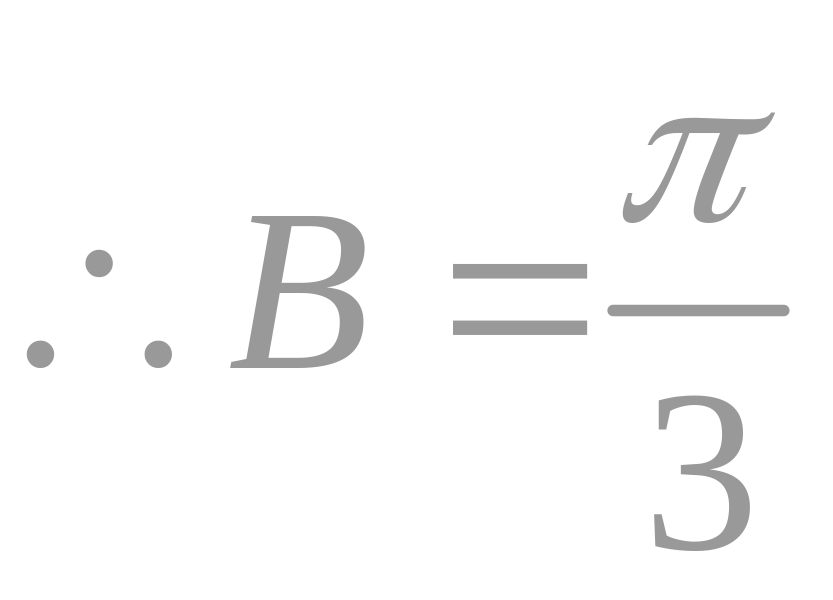 ∴ B = π/3